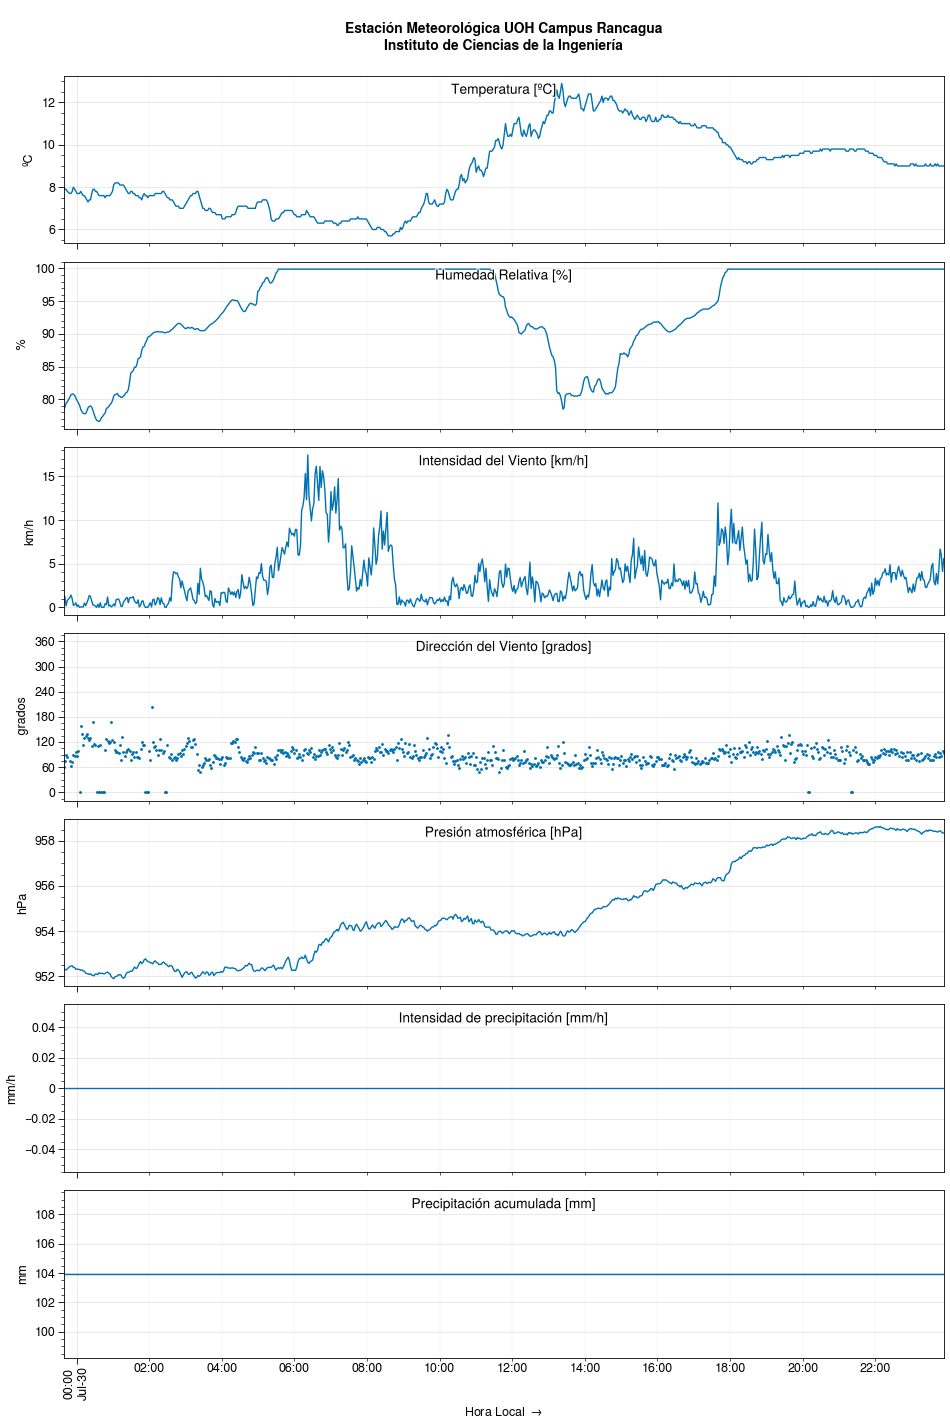 Estación Meteorológica UOH Campus Rancagua
Instituto de Ciencias de la Ingeniería
Temperatura [ºC]
12
10
8
6
ºC
Humedad Relativa [%]
100
95
90
85
80
%
Intensidad del Viento [km/h]
15
10
5
0
km/h
Dirección del Viento [grados]
360
300
240
180
120
60
0
grados
Presión atmosférica [hPa]
958
956
954
952
hPa
Intensidad de precipitación [mm/h]
0.04
0.02
0
−0.02
−0.04
mm/h
Precipitación acumulada [mm]
108
106
104
102
100
mm
00:00
Jul-30
02:00
04:00
06:00
08:00
10:00
12:00
14:00
16:00
18:00
20:00
22:00
Hora Local →